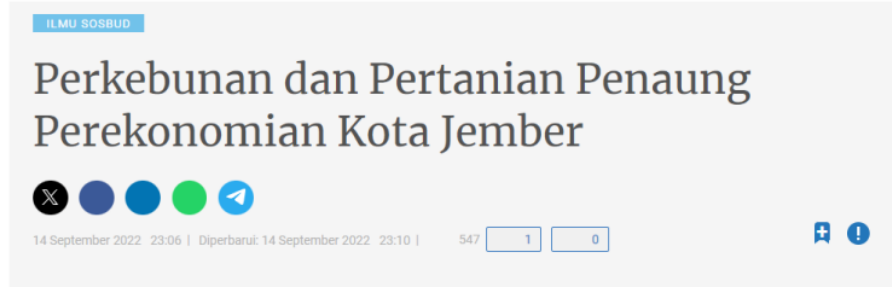 ILMU SOSBUD
Perkebunan dan Pertanian Penaung
Perekonomian Kota Jember
14 September 2022 23:06 | Diperbarui: 14 September 2022 23:10 | 547 1 0